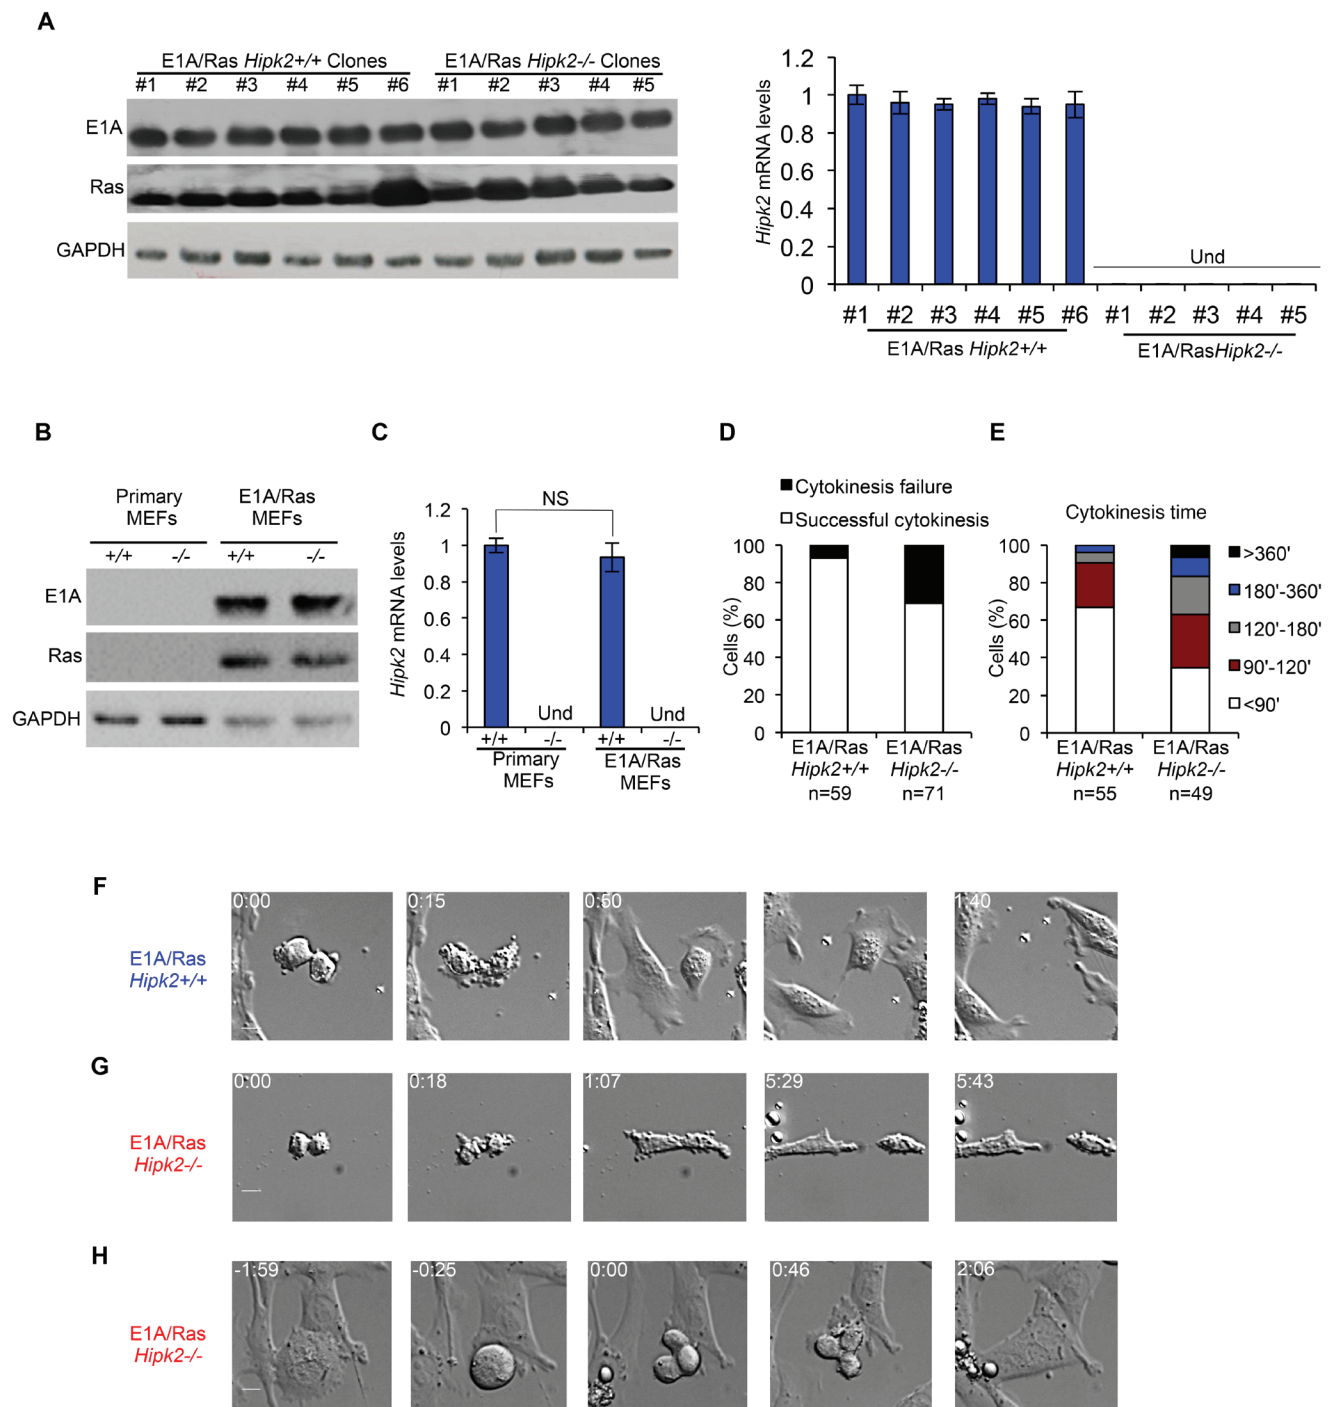 A
E1A/Ras Hipk2+/+ Clones
E1A/Ras Hipk2-/- Clones
#1 #2 #3 #4 #5 #6 #1 #2 #3 #4 #5
E1A
Ras
GAPDH
Hipk2 mRNA levels
1.2
1
0.8
0.6
0.4
0.2
0
Und
#1 #2 #3 #4 #5 #6 #1 #2 #3 #4 #5
E1A/Ras Hipk2+/+
E1A/RasHipk2-/-
B
Primary
MEFs
E1A/Ras
MEFs
+/+ -/- +/+ -/-
E1A
Ras
GAPDH
C
Hipk2 mRNA levels
1.2
1
0.8
0.6
0.4
0.2
0
NS
Und
Und
+/+ -/- +/+ -/-
Primary
MEFs
E1A/Ras
MEFs
D
Cytokinesis failure
Successful cytokinesis
Cells (%)
100
80
60
40
20
0
E1A/Ras
Hipk2+/+
n=59
E1A/Ras
Hipk2-/-
n=71
E
Cytokinesis time
Cells (%)
100
80
60
40
20
0
>360'
180'-360'
120'-180'
90'-120'
<90'
E1A/Ras
Hipk2+/+
n=55
E1A/Ras
Hipk2-/-
n=49
F
E1A/Ras
Hipk2+/+
0:00
0:15
0:50
1:40
G
E1A/Ras
Hipk2-/-
0:00
0:18
1:07
5:29
5:43
H
E1A/Ras
Hipk2-/-
-1:59
-0:25
0:00
0:46
2:06